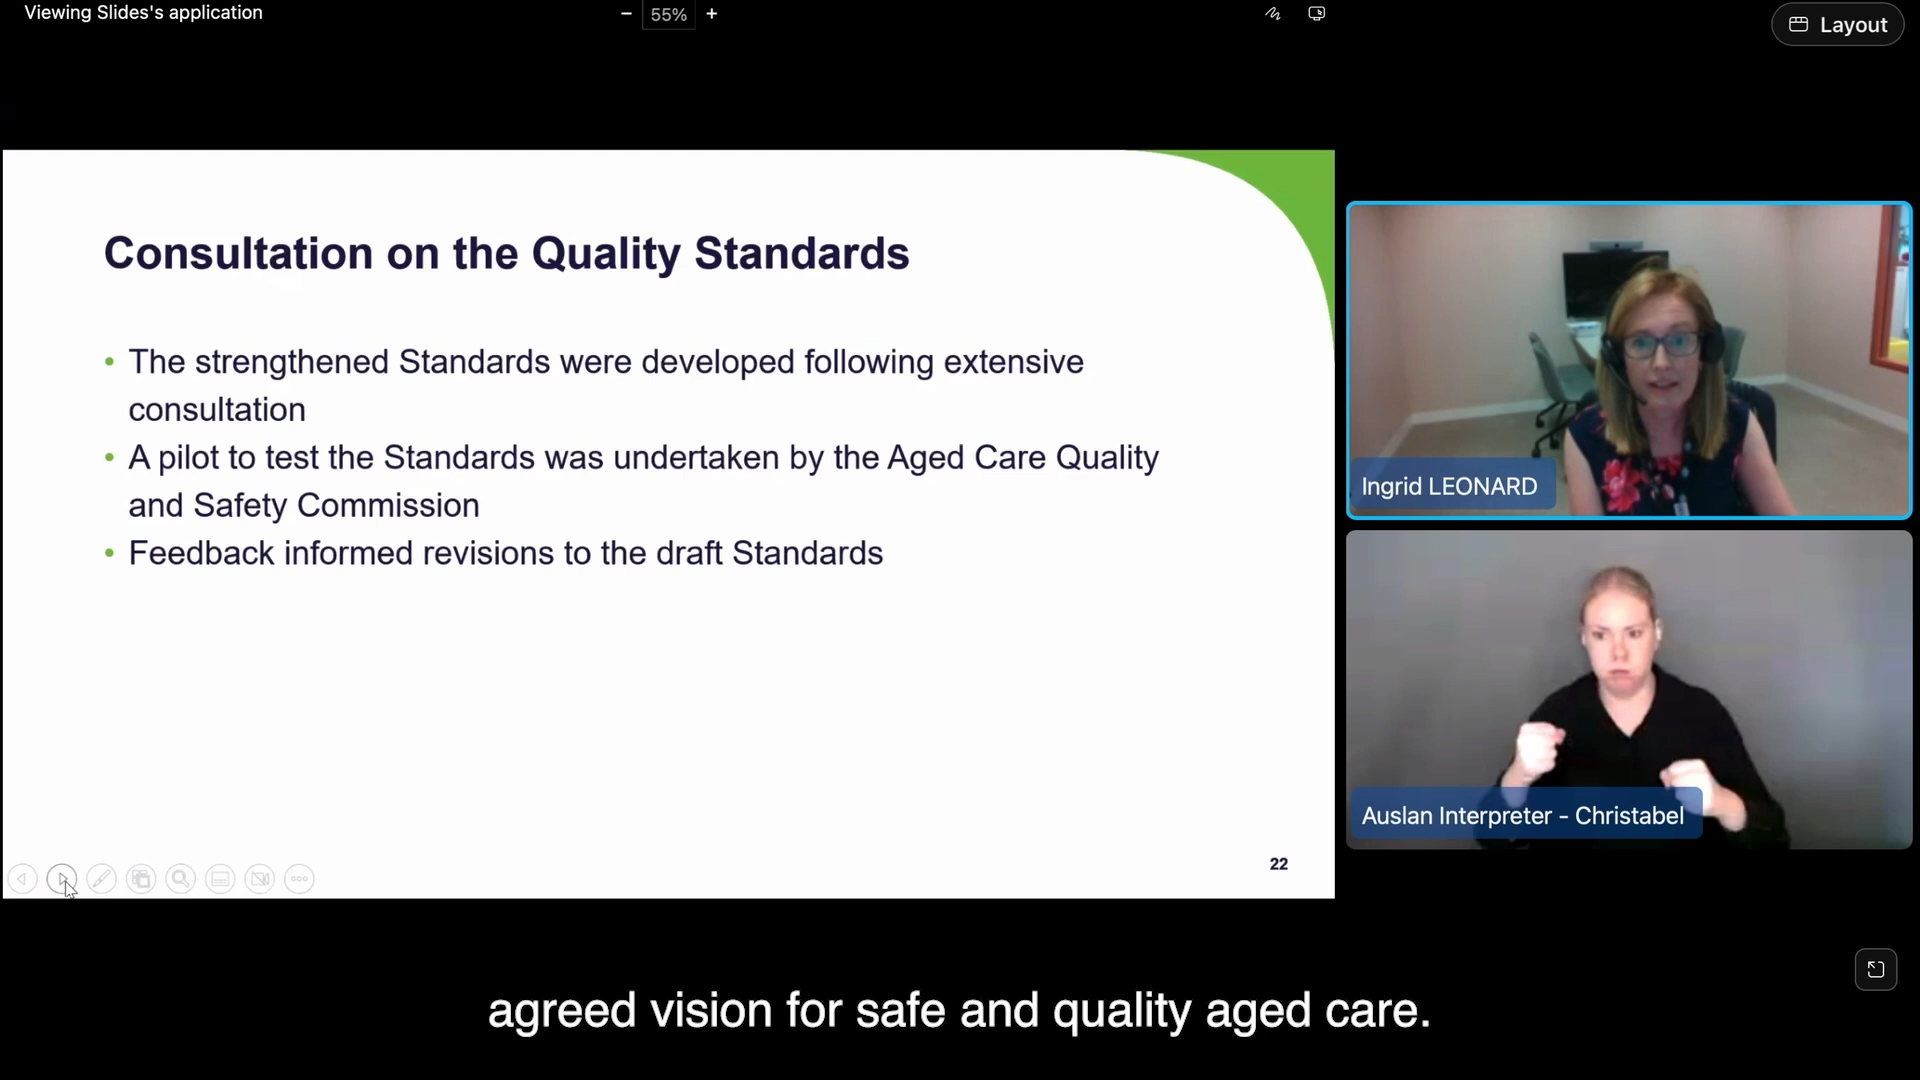 Viewing Slides's application
55%
Layout
Consultation on the Quality Standards
• The strengthened Standards were developed following extensive
consultation
• A pilot to test the Standards was undertaken by the Aged Care Quality
and Safety Commission
• Feedback informed revisions to the draft Standards
22
Ingrid LEONARD
Auslan Interpreter - Christabel
agreed vision for safe and quality aged care.